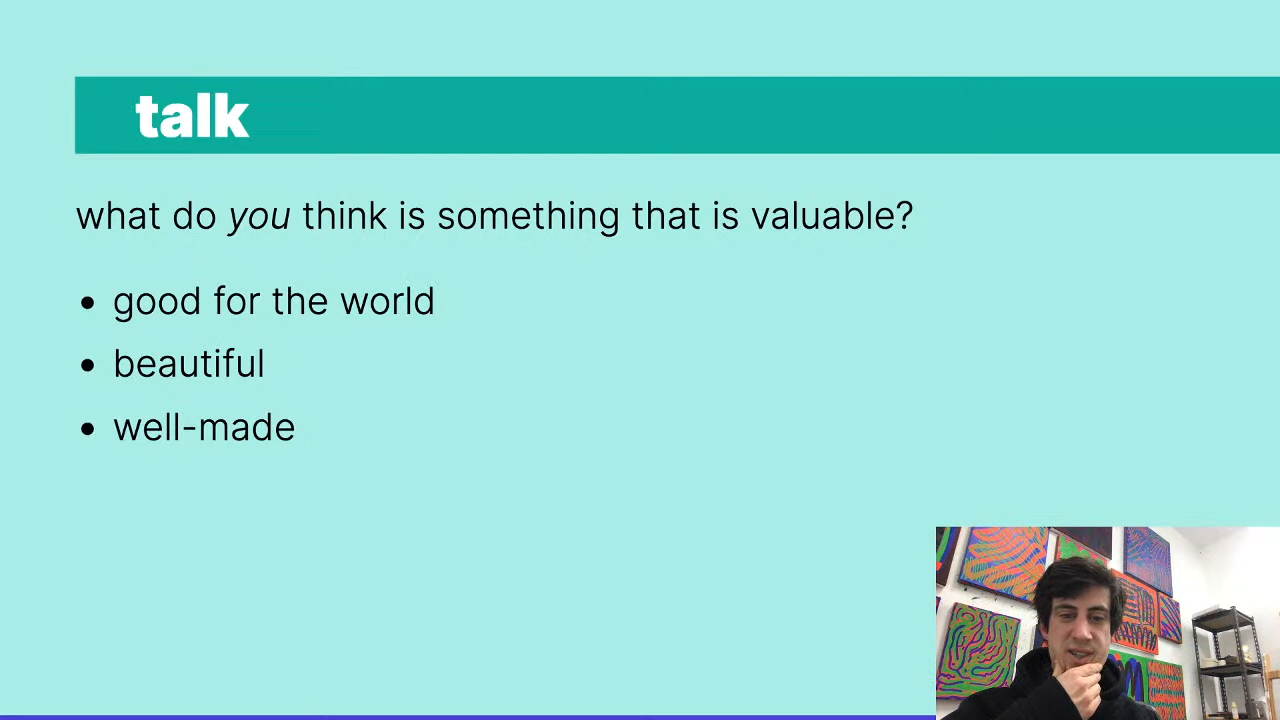 talk
what do you think is something that is valuable?
• good for the world
• beautiful
• well-made